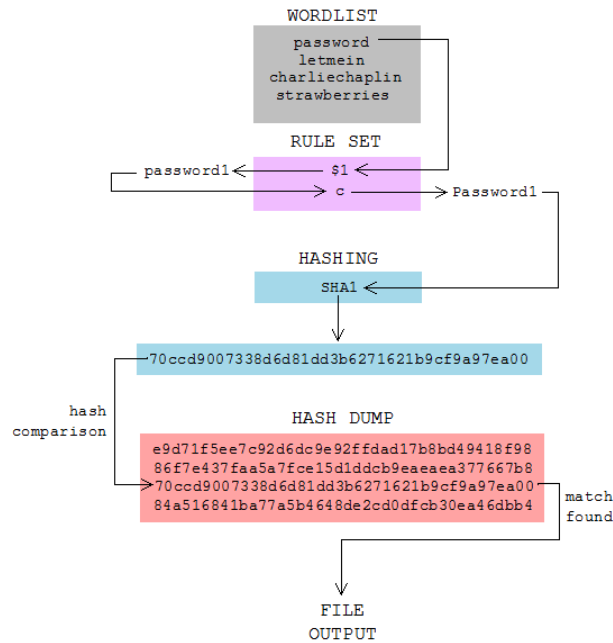 WORDLIST
password
letmein
charliechaplin
strawberries
RULE SET
password1
$1
c
Password1
HASHING
SHA1
70ccd9007338d6d81dd3b6271621b9cf9a97ea00
hash
comparison
HASH DUMP
e9d71f5ee7c92d6dc9e92ffdad17b8bd49418f98
86f7e437faa5a7fce15d1ddcb9eaeaea377667b8
70ccd9007338d6d81dd3b6271621b9cf9a97ea00
84a516841ba77a5b4648de2cd0dfcb30ea46dbb4
match
found
FILE
OUTPUT